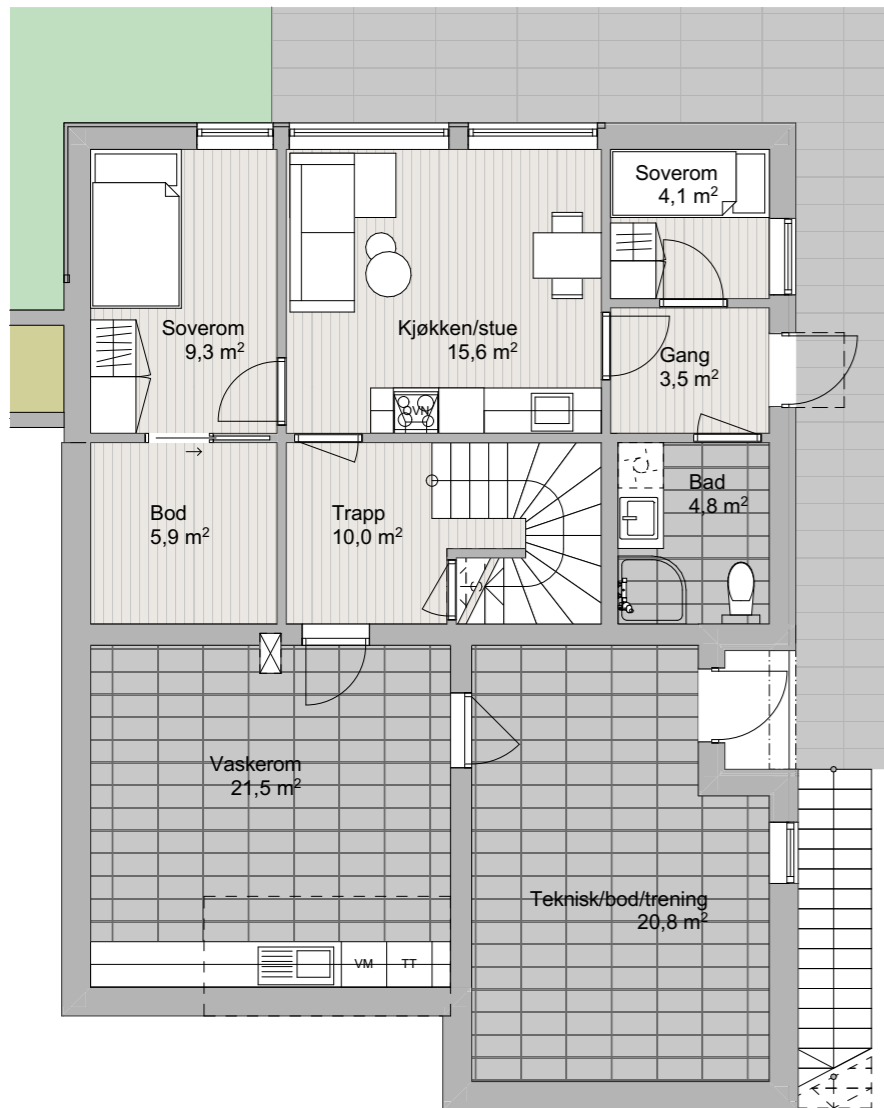 Soverom
4,1 m²
Soverom
9,3 m²
Kjøkken/stue
15,6 m²
Gang
3,5 m²
OVN
Bod
5,9 m²
Trapp
10,0 m²
Bad
4,8 m²
Vaskerom
21,5 m²
Teknisk/bod/trening
20,8 m²
VM
TT